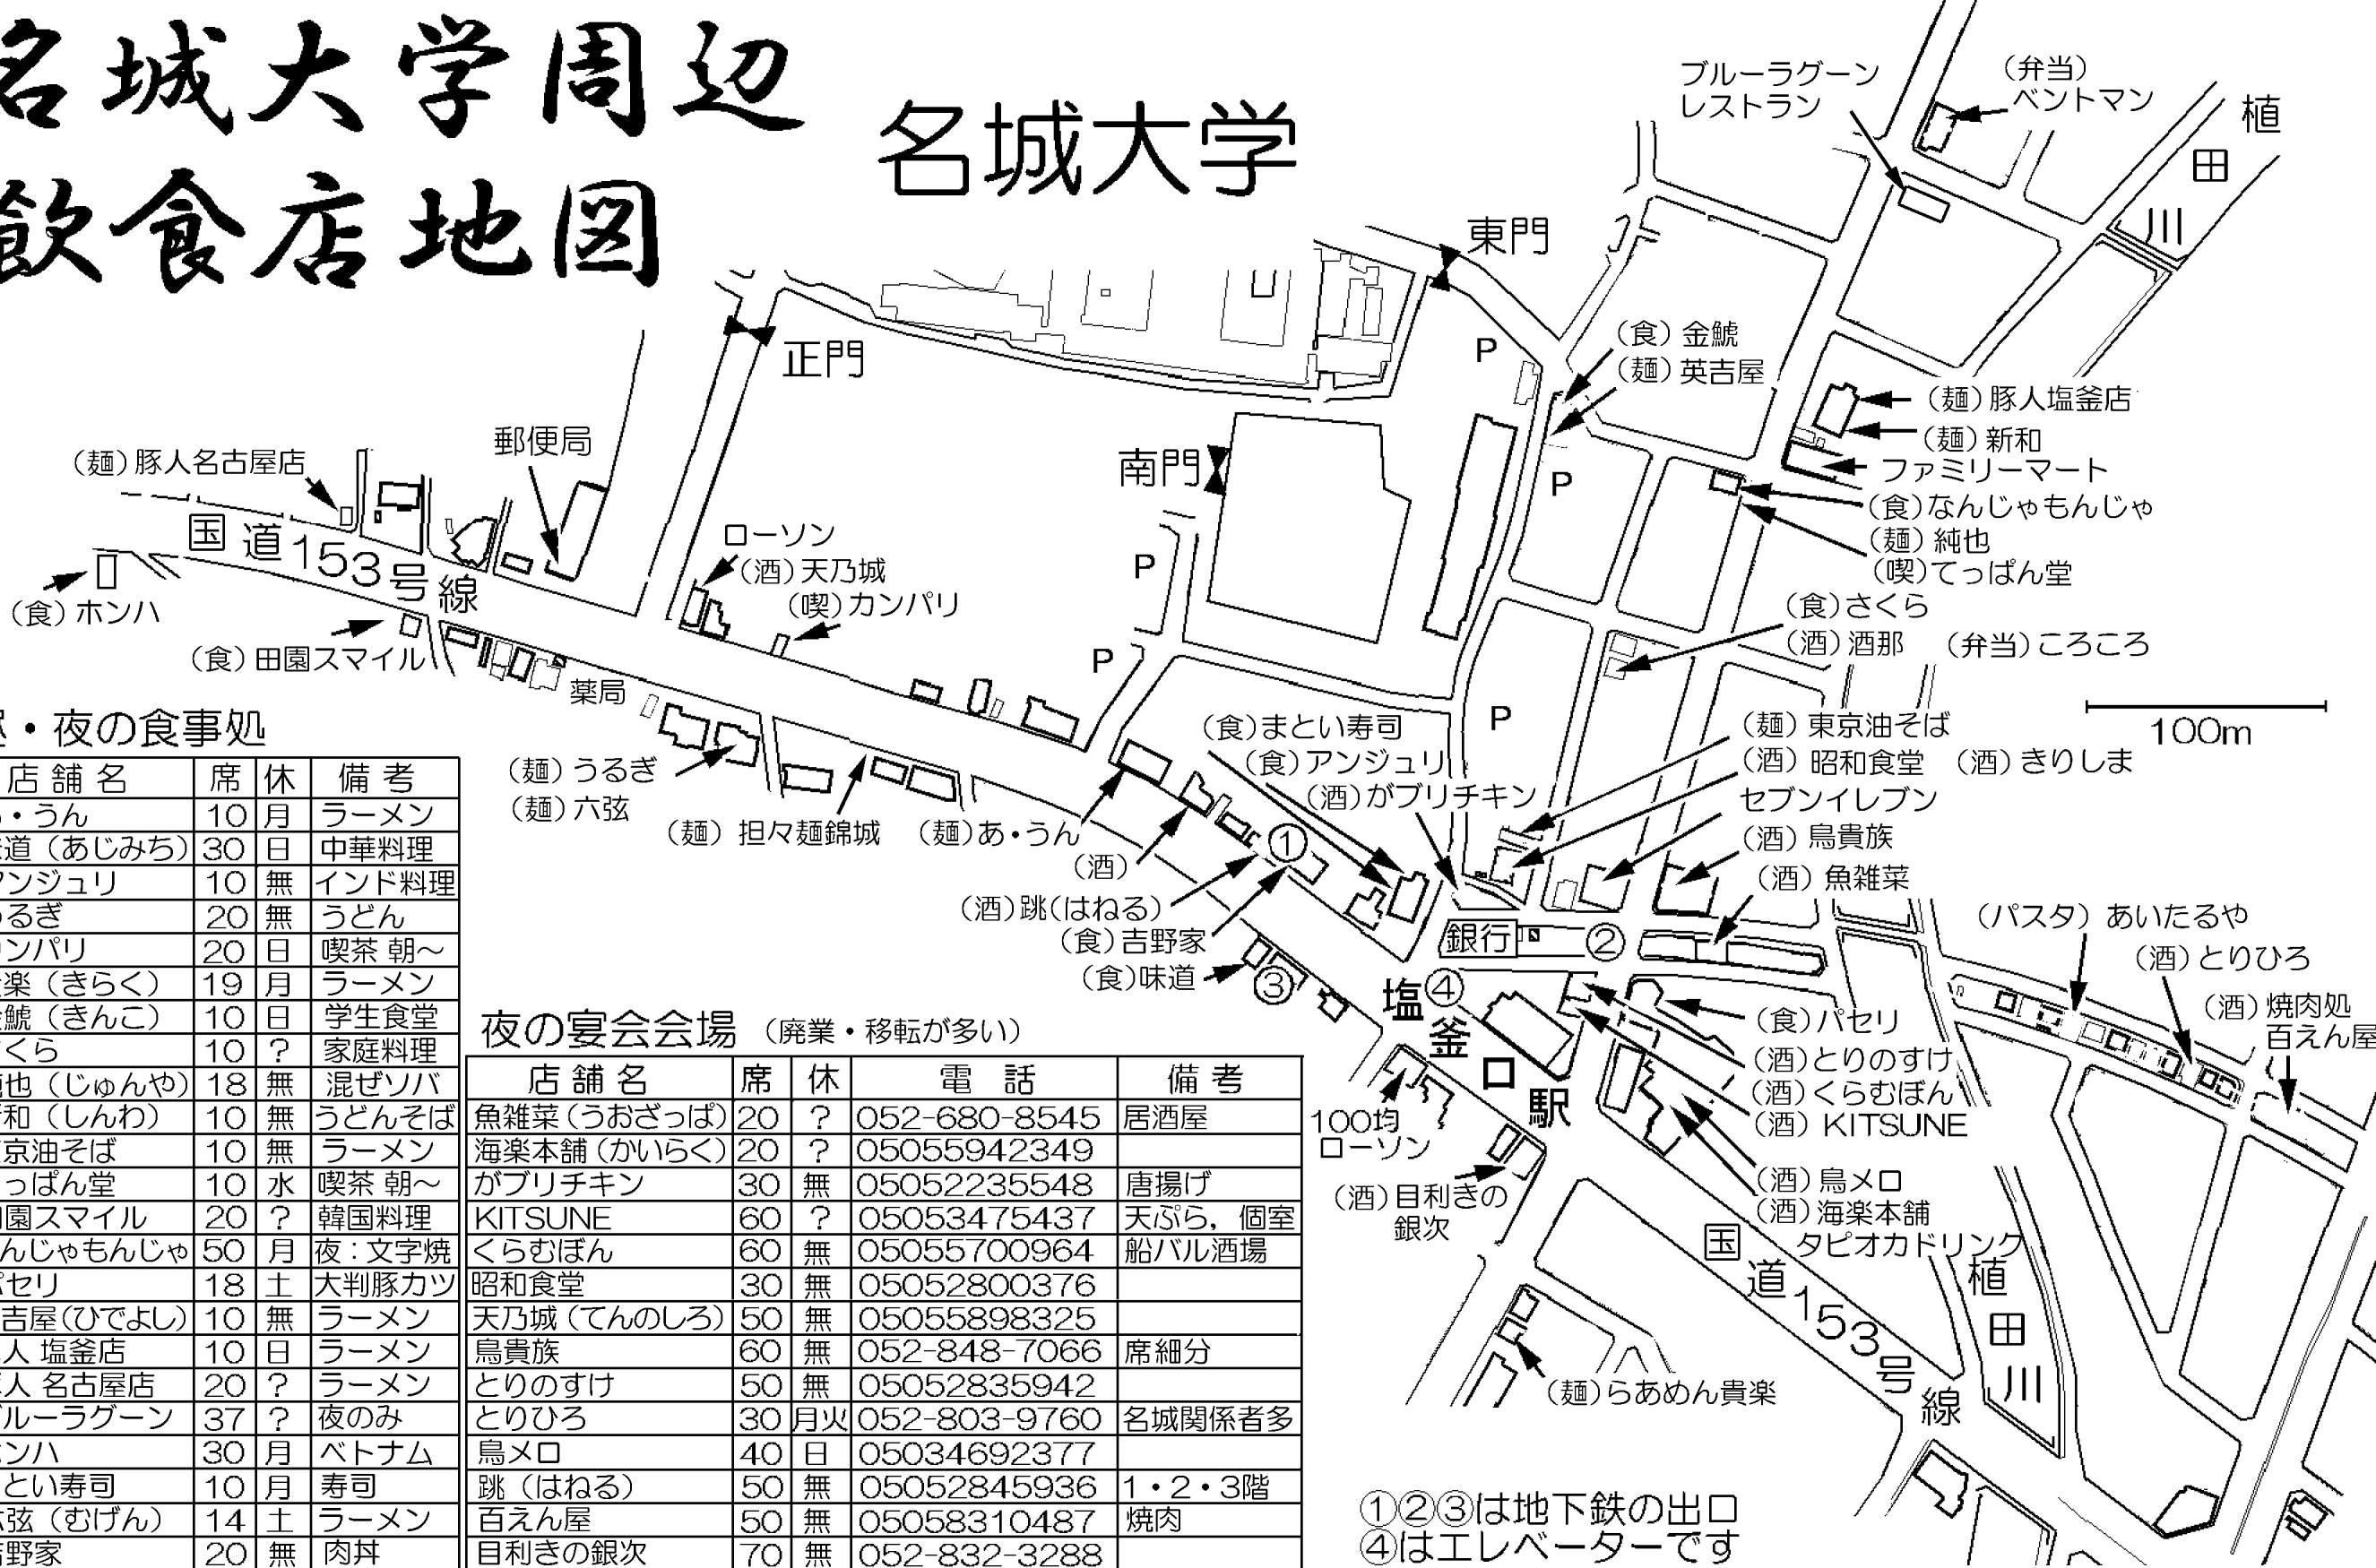 名城大学周辺
飲食店地図
名城大学
ブルーラグーン
レストラン
(弁当)
ベントマン
植田川
東門
正門
南門
P
P
P
P
P
(食)金鯱
(麺)英吉屋
(麺)豚人塩釜店
(麺)新和
ファミリーマート
(食)なんじゃもんじゃ
(麺)純也
(喫)てっぱん堂
(食)さくら
(酒)酒那 (弁当)ころころ
100m
郵便局
(麺)豚人名古屋店
国道153号線
(食)ホンハ
(食)田園スマイル
薬局
ローソン
(酒)天乃城
(喫)カンパリ
(麺)うるぎ
(麺)六弦
(麺)担々麺錦城
(麺)あ・うん
(酒)
(酒)跳(はねる)
(食)吉野家
(食)味道
(食)まとい寿司
(食)アンジュリ
(酒)がブリチキン
(麺)東京油そば
(酒)昭和食堂 (酒)きりしま
セブンイレブン
(酒)鳥貴族
(酒)魚雑菜
(パスタ)あいたるや
(酒)とりひろ
(酒)焼肉処
百えん屋
①
②
③
④
銀行
塩釜口駅
(食)パセリ
(酒)とりのすけ
(酒)くらむぼん
(酒)KITSUNE
(酒)鳥メロ
(酒)海楽本舗
タピオカドリンク
100均
ローソン
(酒)目利きの
銀次
(麺)らあめん貴楽
国道153号線
植田川
①②③は地下鉄の出口
④はエレベーターです
・夜の食事処
店舗名 席 休 備考
・うん 10 月 ラーメン
道(あじみち) 30 日 中華料理
ンジュリ 10 無 インド料理
るぎ 20 無 うどん
ンパリ 20 日 喫茶 朝〜
楽(きらく) 19 月 ラーメン
鯱(きんこ) 10 日 学生食堂
くら 10 ? 家庭料理
也(じゅんや) 18 無 混ぜソバ
和(しんわ) 10 無 うどんそば
京油そば 10 無 ラーメン
っぱん堂 10 水 喫茶 朝〜
園スマイル 20 ? 韓国料理
んじゃもんじゃ 50 月 夜:文字焼
セリ 18 土 大判豚カツ
吉屋(ひでよし) 10 無 ラーメン
人 塩釜店 10 日 ラーメン
人 名古屋店 20 ? ラーメン
ルーラグーン 37 ? 夜のみ
ンハ 30 月 ベトナム
とい寿司 10 月 寿司
弦(むげん) 14 土 ラーメン
野家 20 無 肉丼
夜の宴会会場 (廃業・移転が多い)
店舗名 席 休 電話 備考
魚雑菜(うおざっぱ) 20 ? 052-680-8545 居酒屋
海楽本舗(かいらく) 20 ? 05055942349
がブリチキン 30 無 05052235548 唐揚げ
KITSUNE 60 ? 05053475437 天ぷら,個室
くらむぼん 60 無 05055700964 船バル酒場
昭和食堂 30 無 05052800376
天乃城(てんのしろ) 50 無 05055898325
鳥貴族 60 無 052-848-7066 席細分
とりのすけ 50 無 05052835942
とりひろ 30 月火 052-803-9760 名城関係者多
鳥メロ 40 日 05034692377
跳(はねる) 50 無 05052845936 1・2・3階
百えん屋 50 無 05058310487 焼肉
目利きの銀次 70 無 052-832-3288